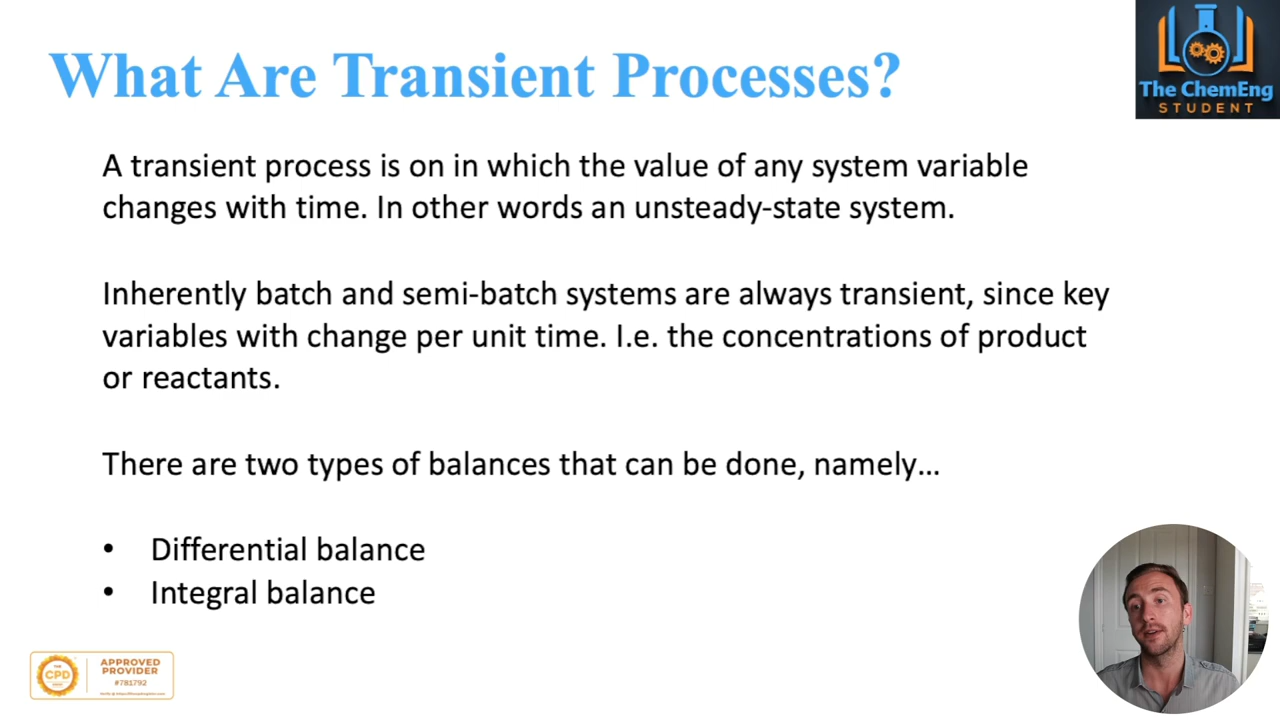 What Are Transient Processes?
The ChemEng
STUDENT
A transient process is on in which the value of any system variable
changes with time. In other words an unsteady-state system.
Inherently batch and semi-batch systems are always transient, since key
variables with change per unit time. I.e. the concentrations of product
or reactants.
There are two types of balances that can be done, namely...
• Differential balance
• Integral balance
THE
CPD
APPROVED
PROVIDER
#781792